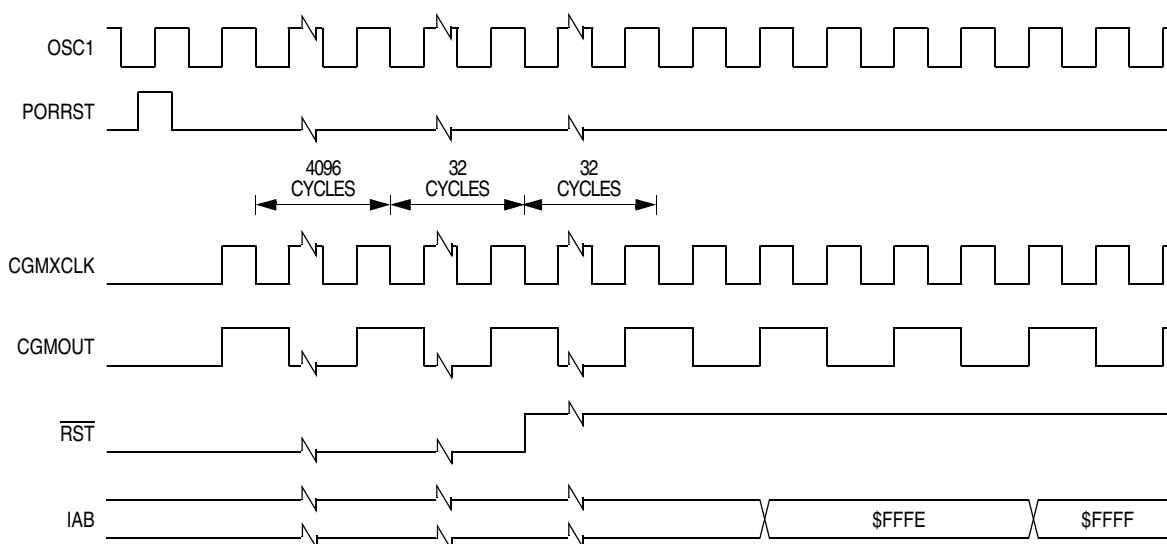 OSC1
PORRST
4096
CYCLES
32
CYCLES
32
CYCLES
CGMXCLK
CGMOUT
RST
IAB
$FFFE
$FFFF